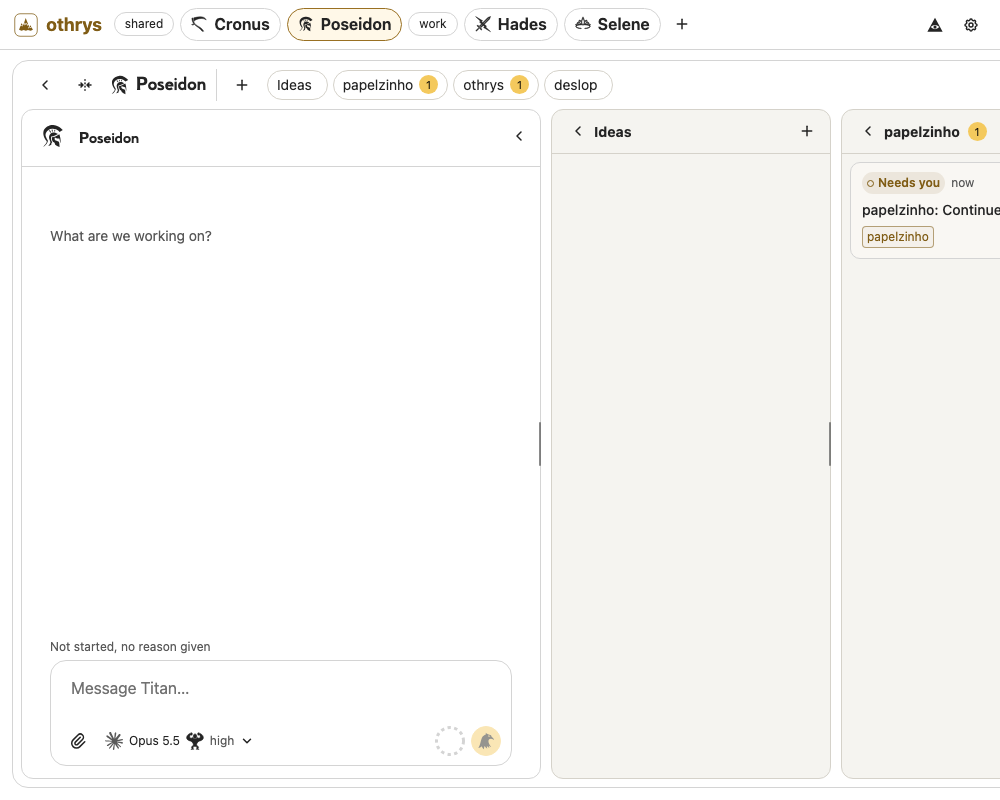 othrys shared Cronus Poseidon work Hades Selene +
Poseidon + Ideas papelzinho 1 othrys 1 deslop
Poseidon
Ideas +
papelzinho 1
Needs you now
papelzinho: Continue
papelzinho
What are we working on?
Not started, no reason given
Message Titan...
Opus 5.5 high